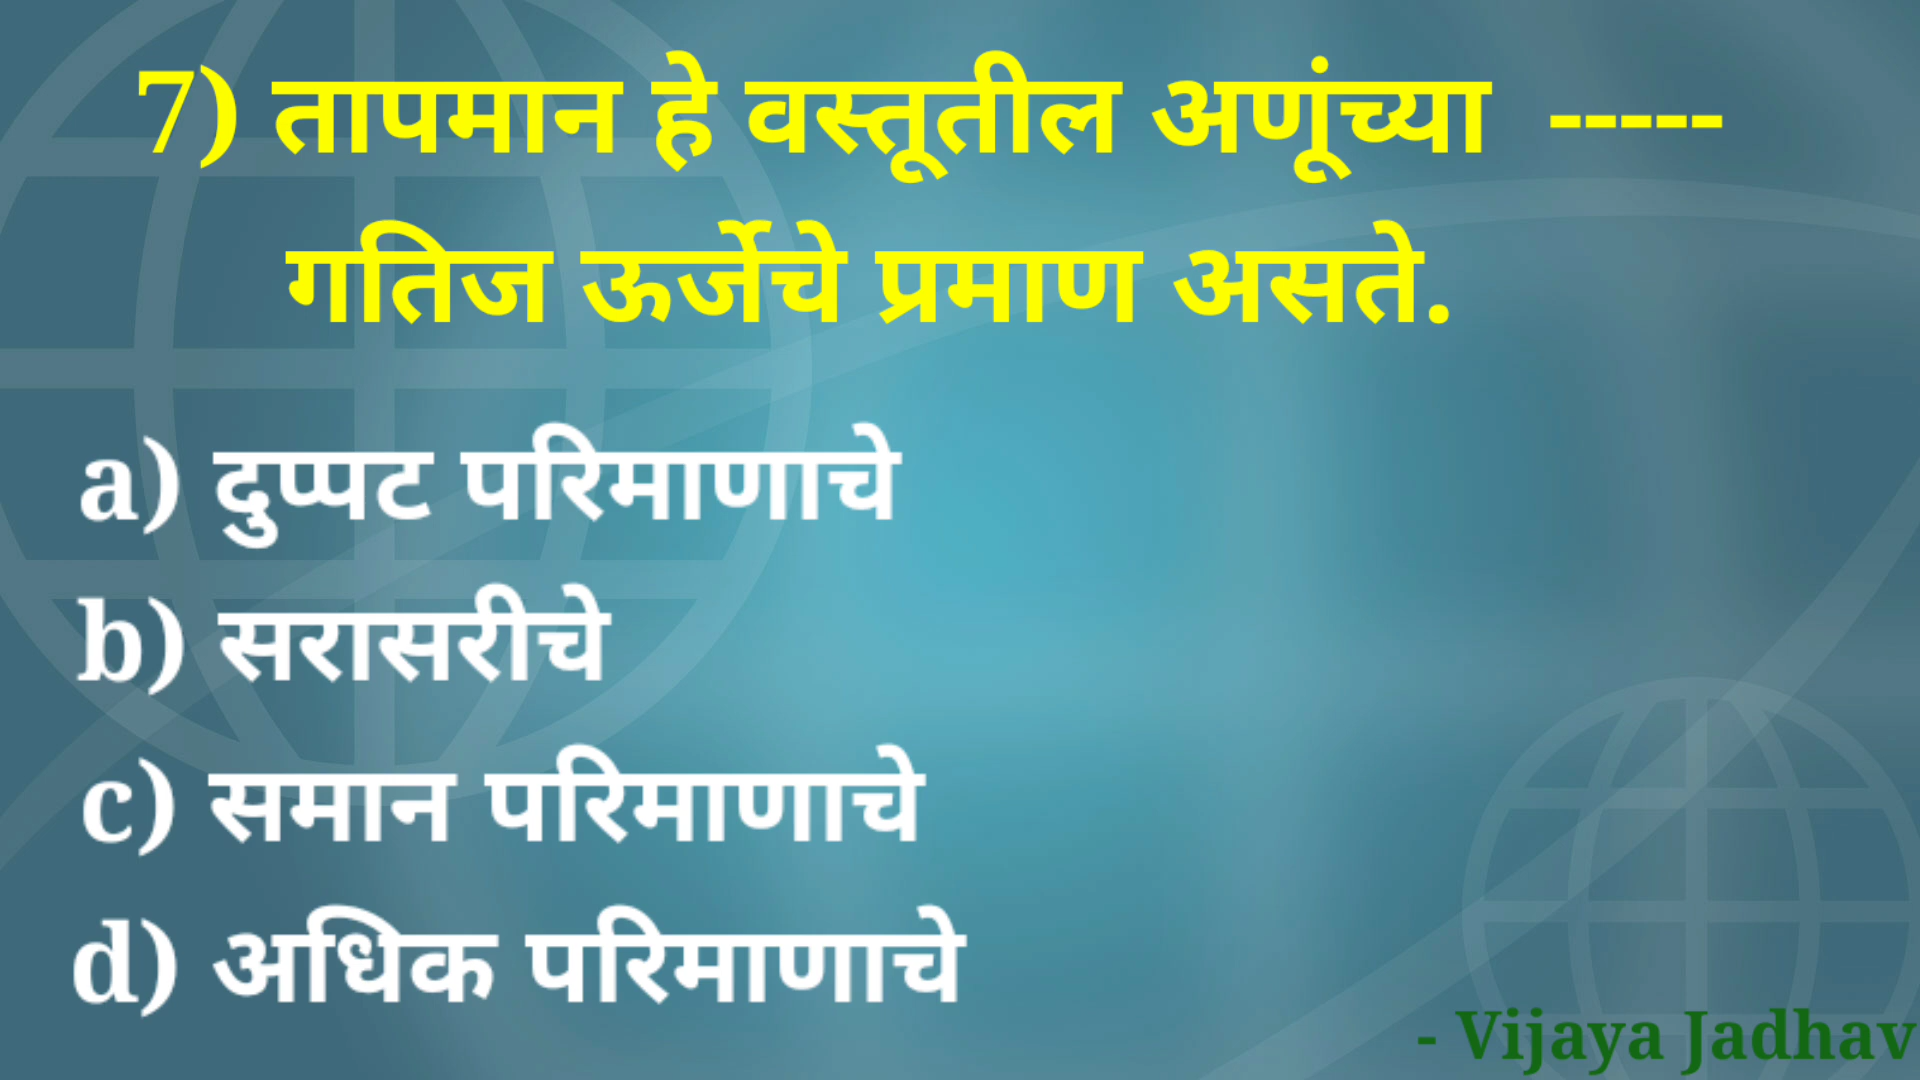 7) तापमान हे वस्तूतील अणूंच्या -----
गतिज ऊर्जेचे प्रमाण असते.
a) दुप्पट परिमाणाचे
b) सरासरीचे
c) समान परिमाणाचे
d) अधिक परिमाणाचे
- Vijaya Jadhav